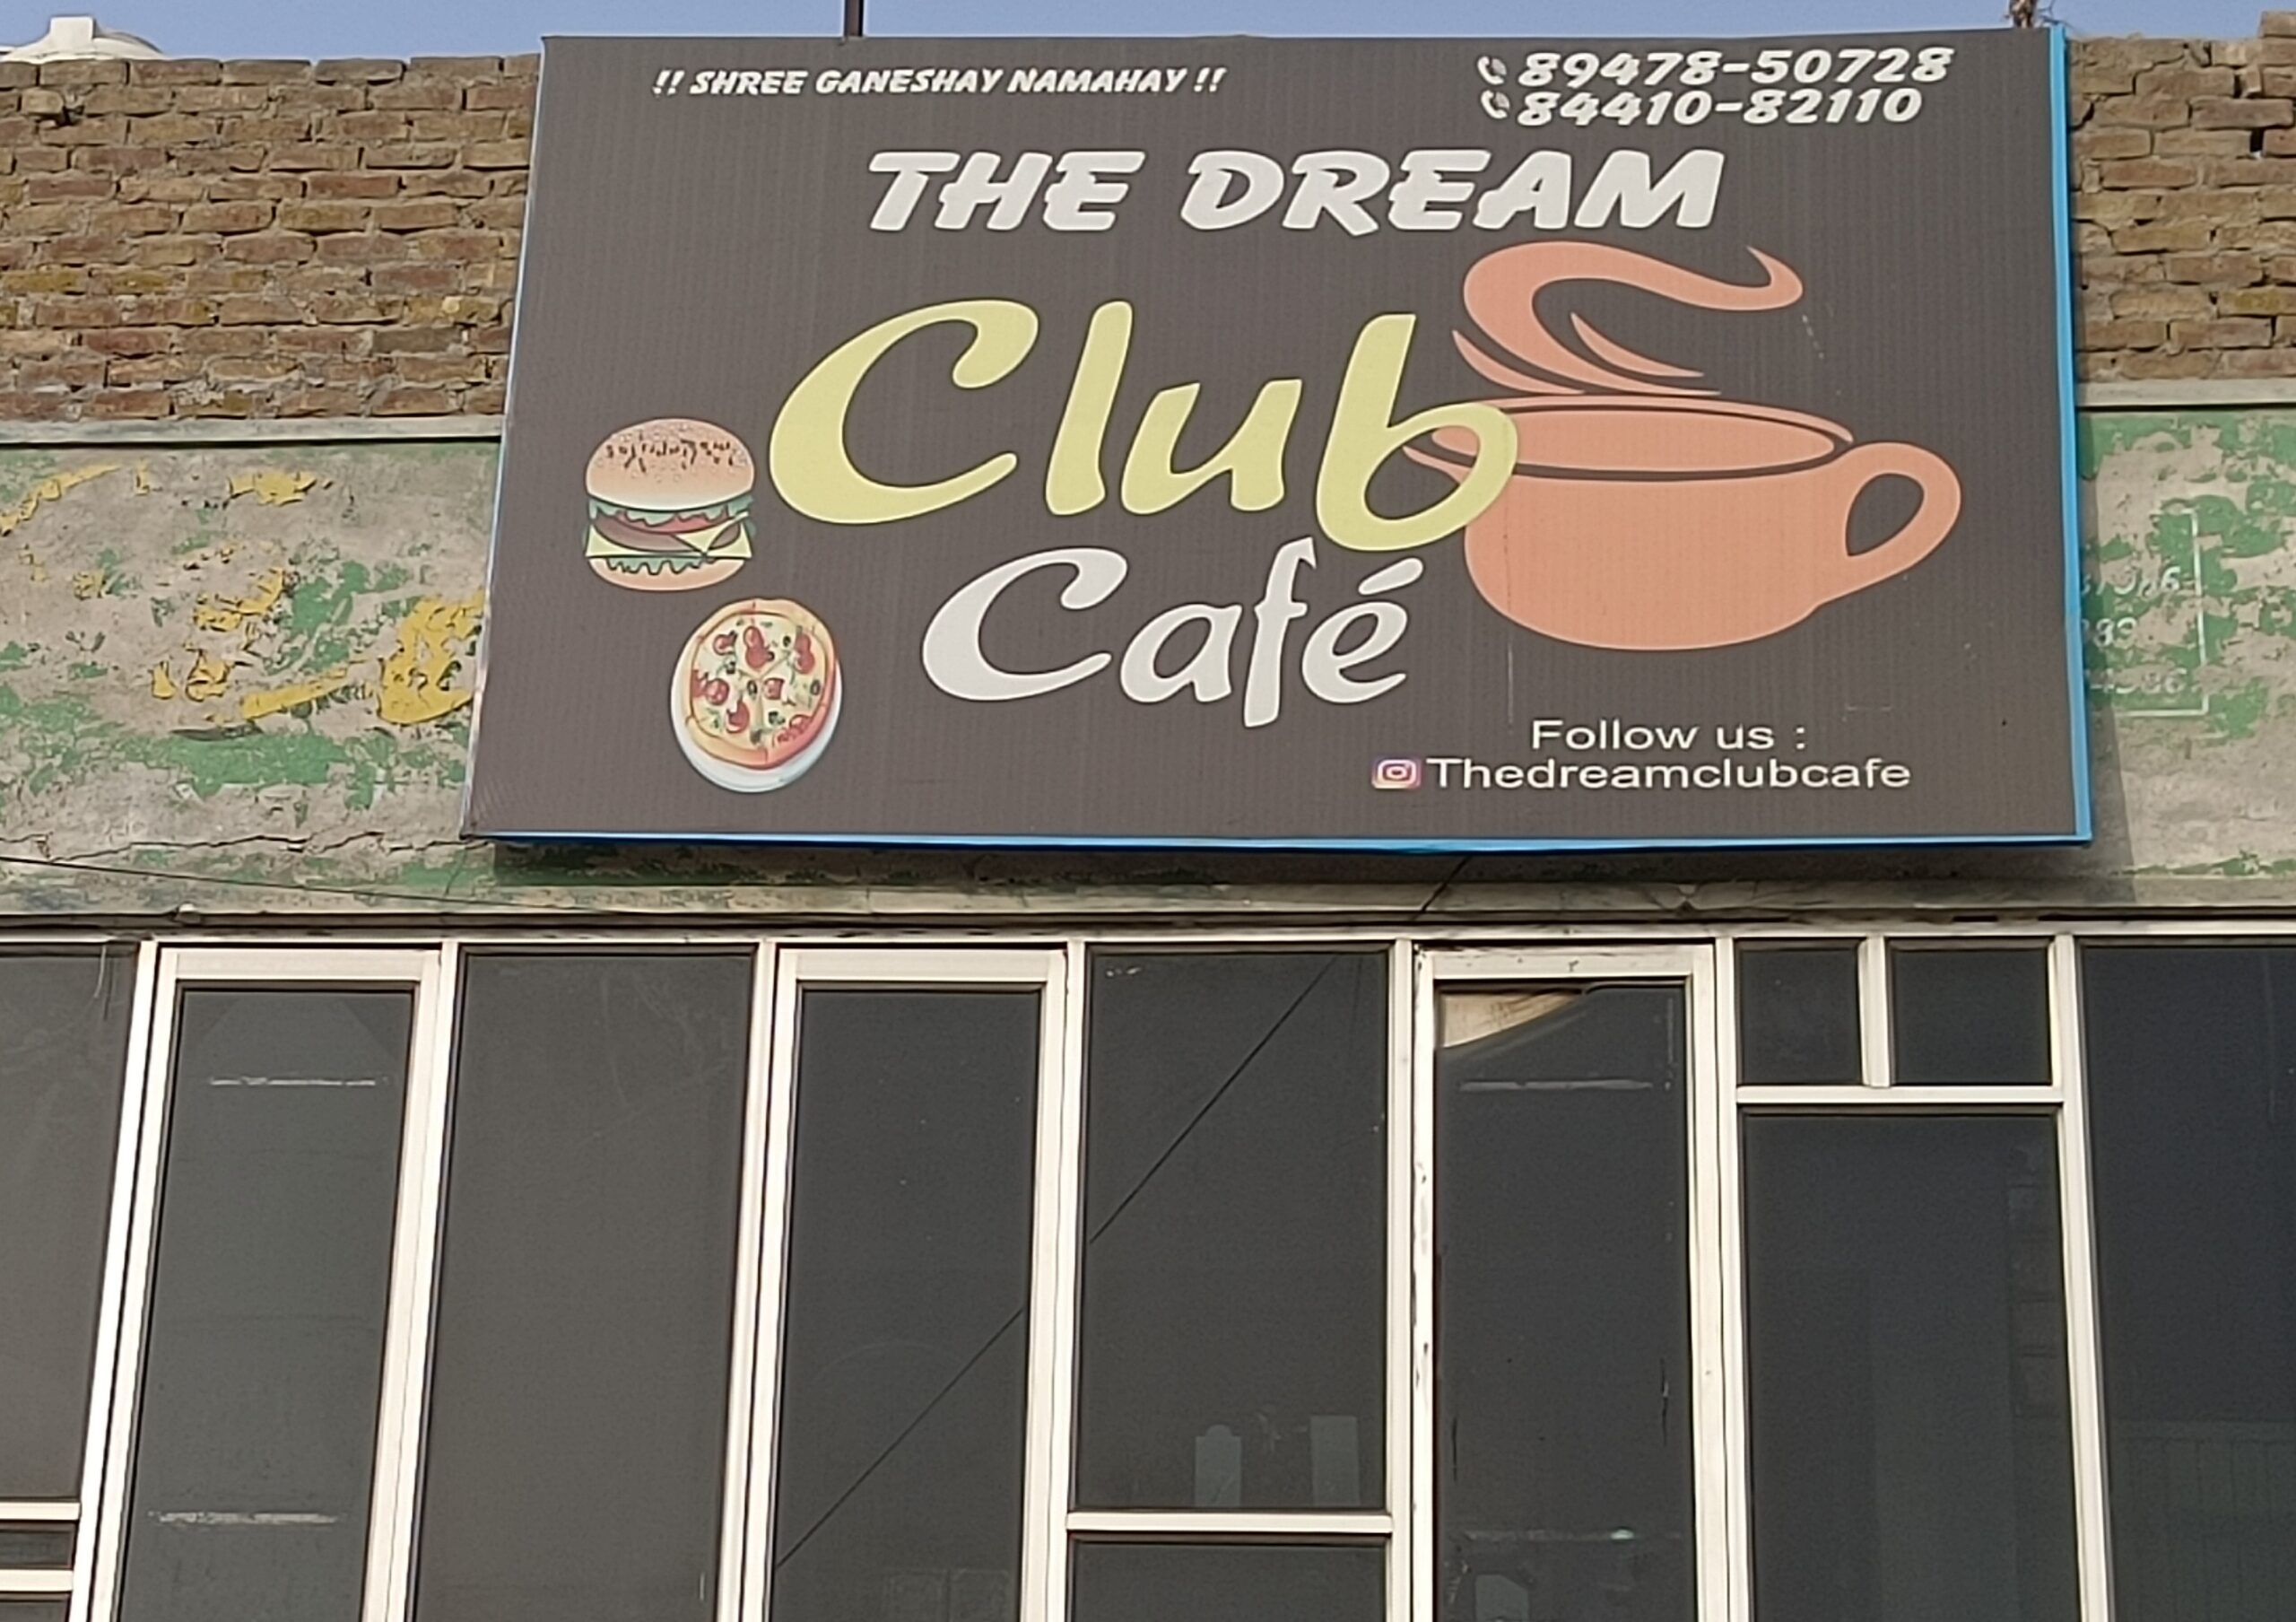 !! SHREE GANESHAY NAMAHAY !!
89478-50728
84410-82110
THE DREAM
Club
Café
Follow us :
Thedreamclubcafe